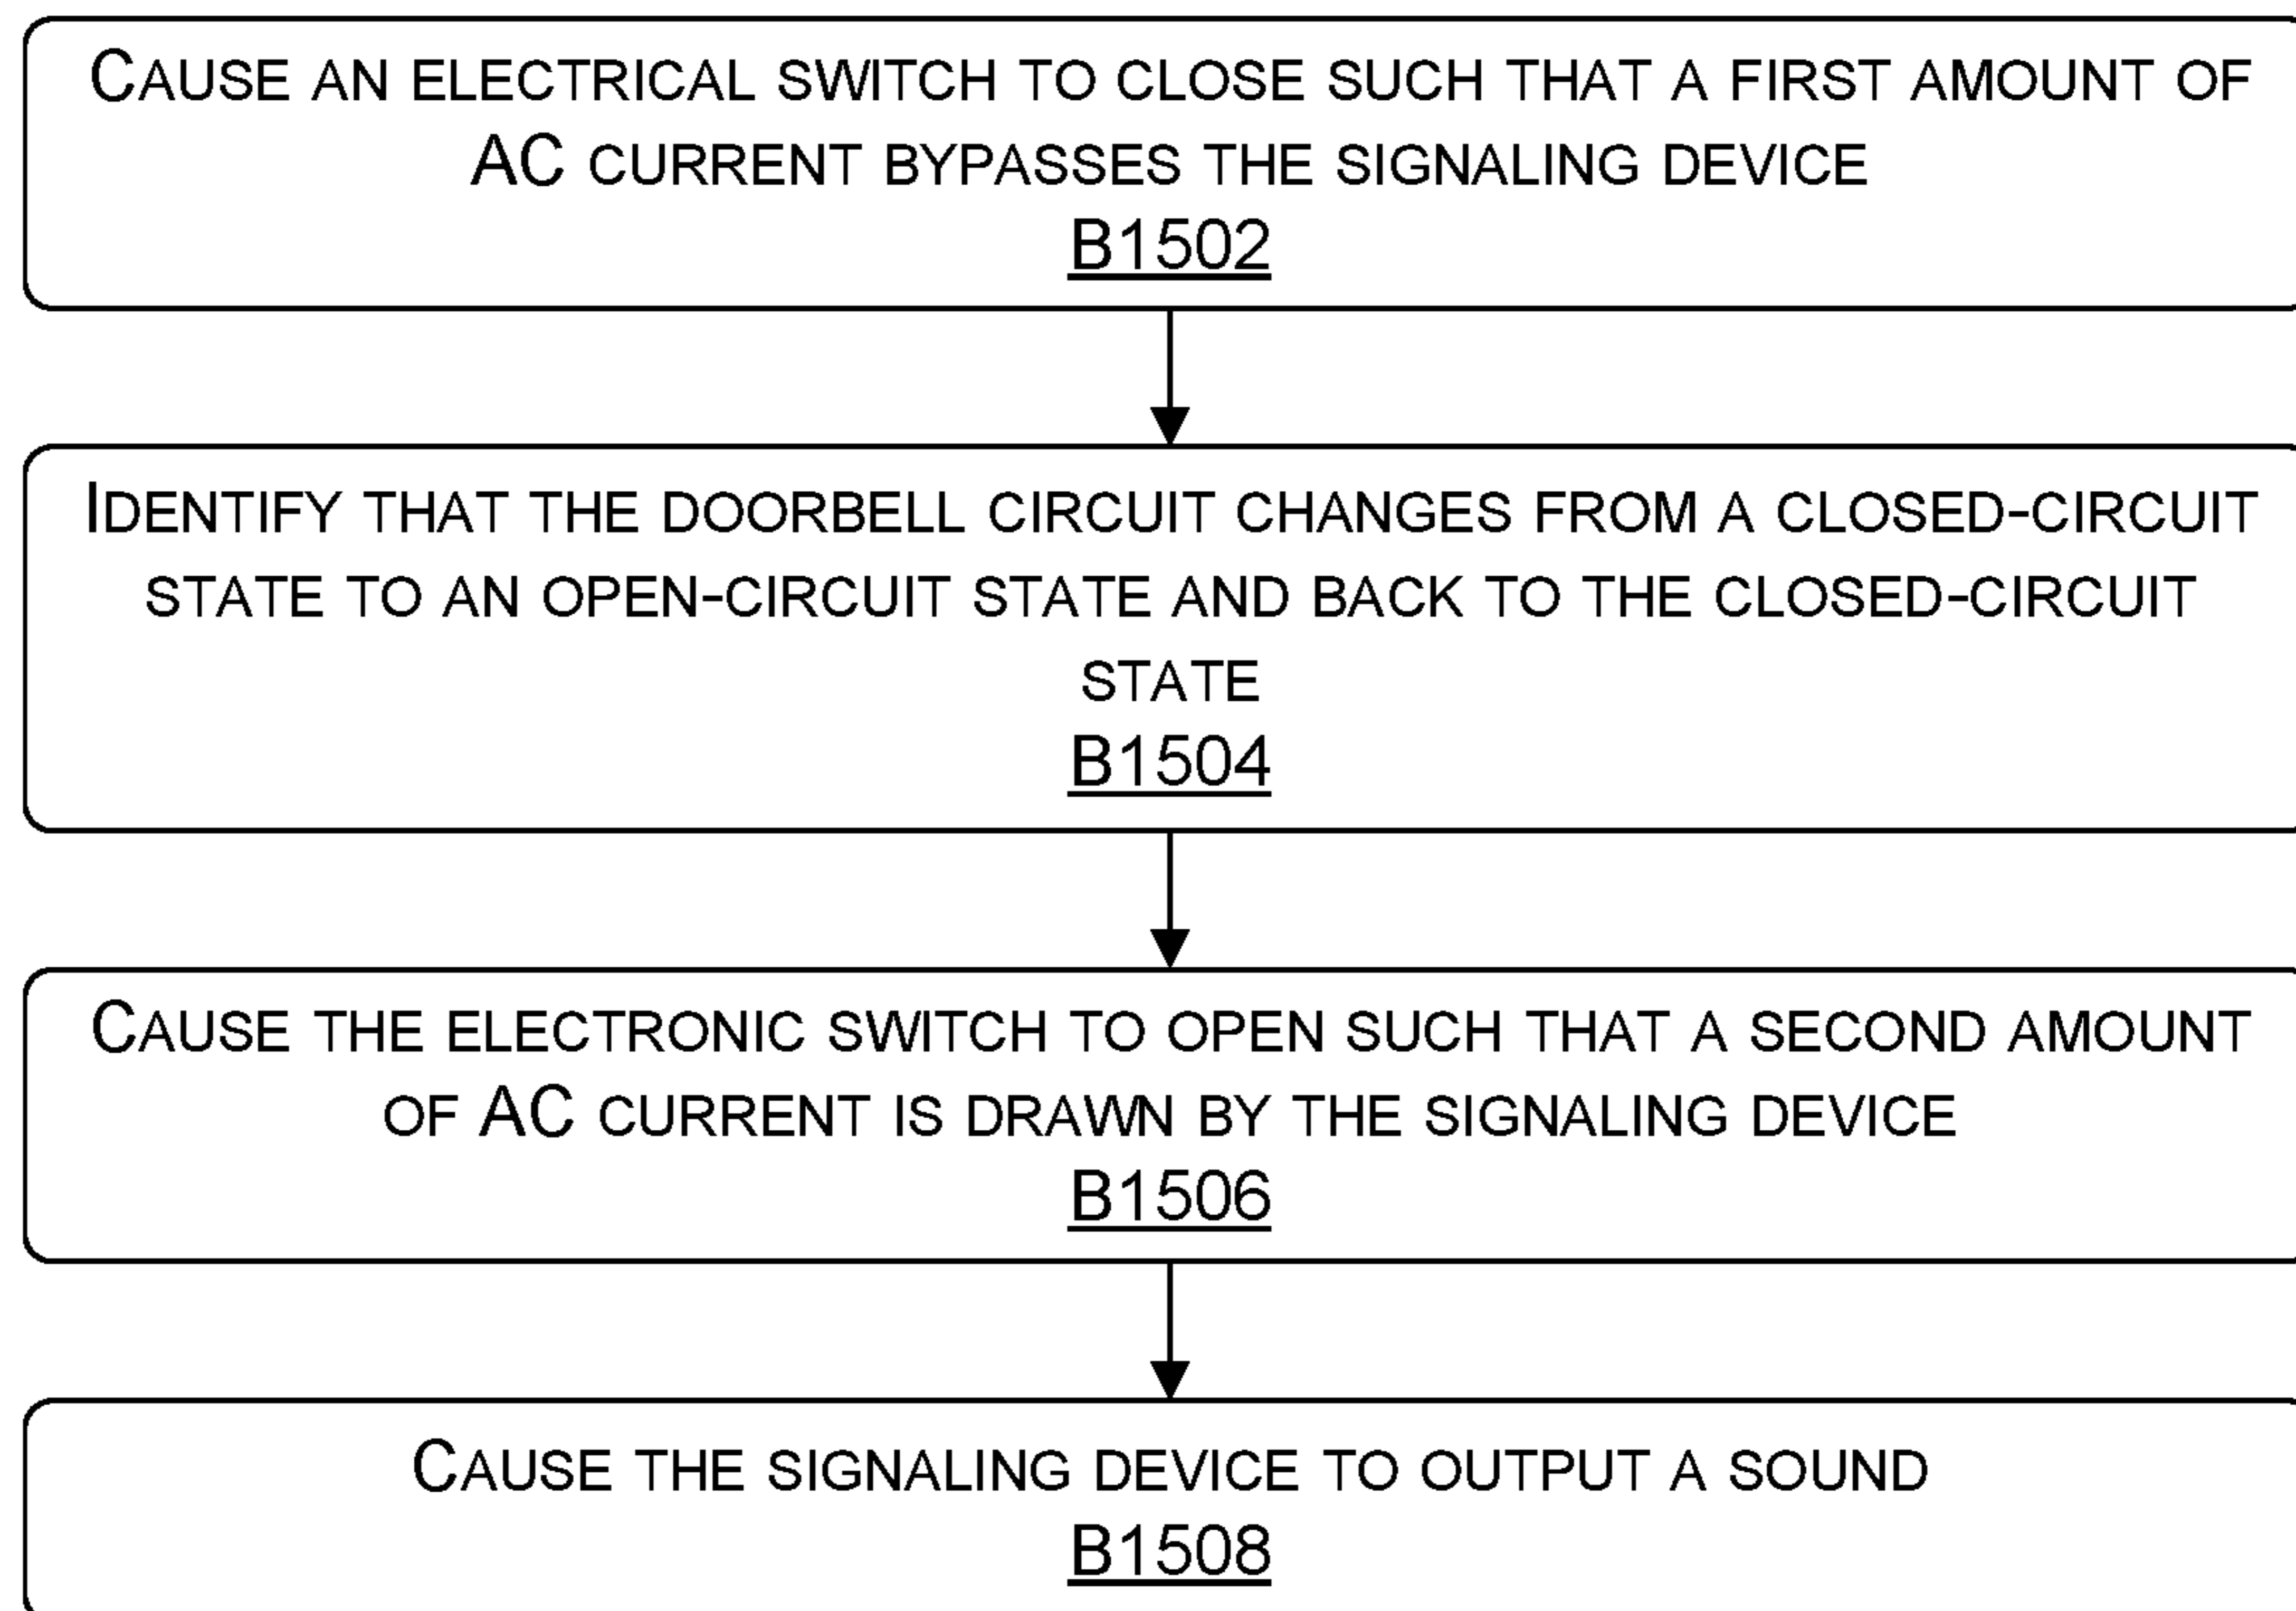 CAUSE AN ELECTRICAL SWITCH TO CLOSE SUCH THAT A FIRST AMOUNT OF
AC CURRENT BYPASSES THE SIGNALING DEVICE
B1502
IDENTIFY THAT THE DOORBELL CIRCUIT CHANGES FROM A CLOSED-CIRCUIT
STATE TO AN OPEN-CIRCUIT STATE AND BACK TO THE CLOSED-CIRCUIT
STATE
B1504
CAUSE THE ELECTRONIC SWITCH TO OPEN SUCH THAT A SECOND AMOUNT
OF AC CURRENT IS DRAWN BY THE SIGNALING DEVICE
B1506
CAUSE THE SIGNALING DEVICE TO OUTPUT A SOUND
B1508